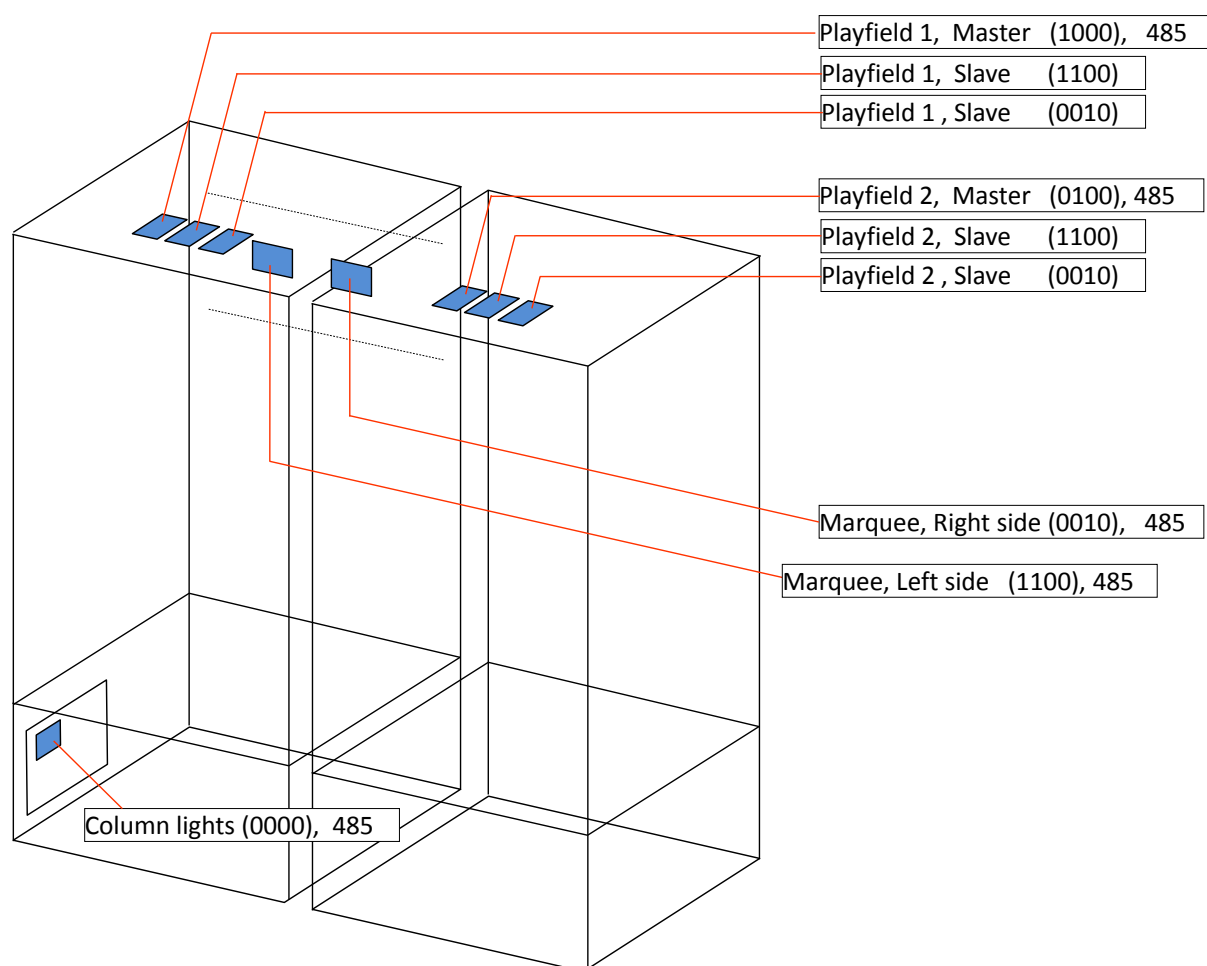 Playfield 1,  Master   (1000),   485
Playfield 1,  Slave      (1100)
Playfield 1 , Slave      (0010)
Playfield 2,  Master   (0100), 485
Playfield 2,  Slave      (1100)
Playfield 2 , Slave      (0010)
Marquee, Right side (0010),   485
Marquee, Left side   (1100), 485
Column lights (0000),  485